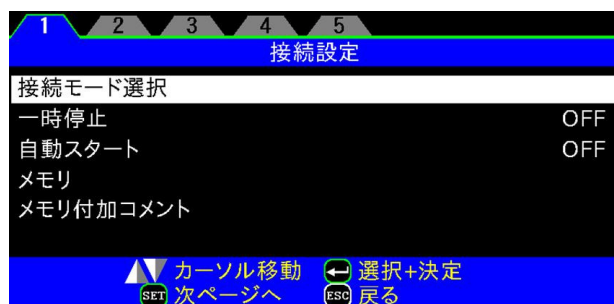 1 2 3 4 5
接続設定
接続モード選択
一時停止 OFF
自動スタート OFF
メモリ
メモリ付加コメント
カーソル移動 選択+決定
SET 次ページへ ESC 戻る